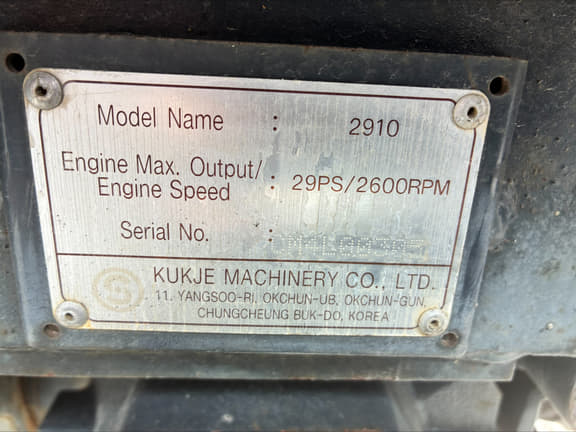 Model Name : 2910
Engine Max. Output/
Engine Speed : 29PS/2600RPM
Serial No. :
KUKJE MACHINERY CO., LTD.
11, YANGSOO-RI, OKCHUN-UB, OKCHUN-GUN,
CHUNGCHEUNG BUK-DO, KOREA